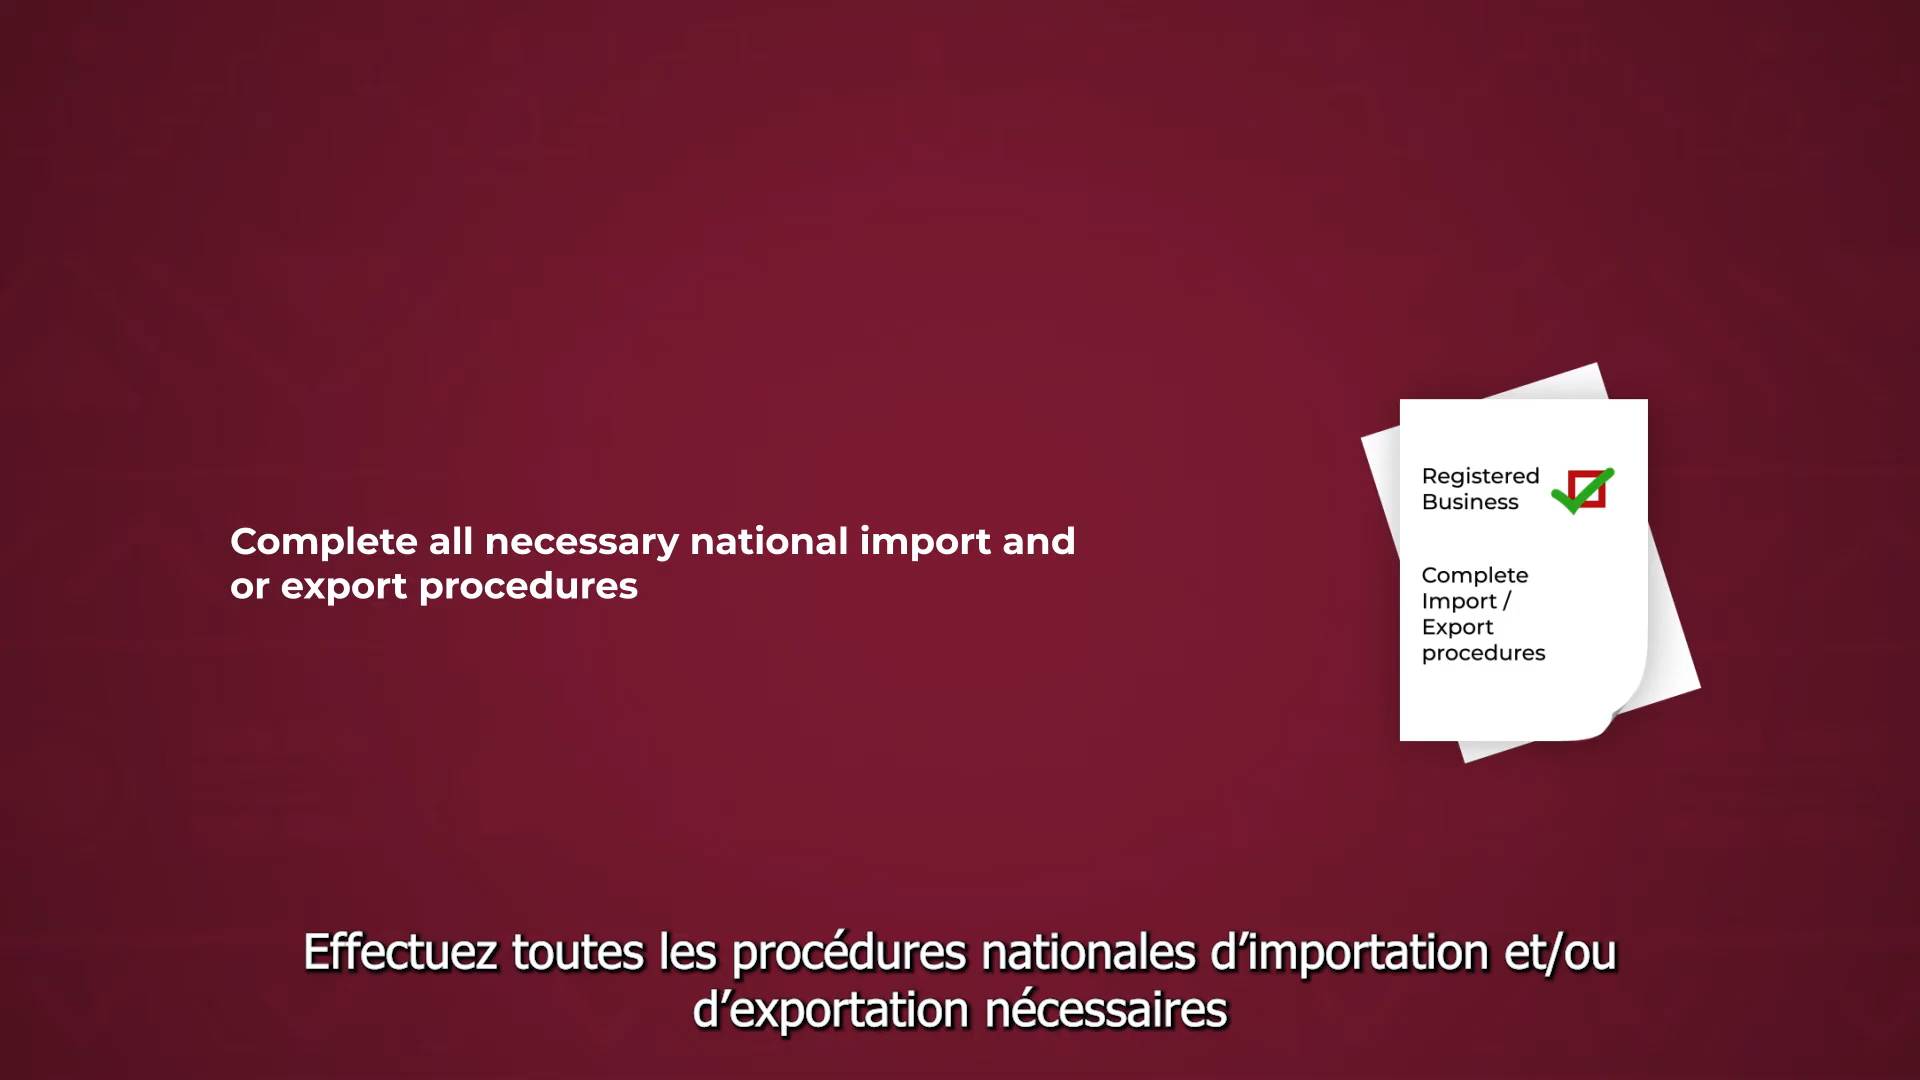 Complete all necessary national import and
or export procedures
Registered
Business
Complete
Import /
Export
procedures
Effectuez toutes les procédures nationales d’importation et/ou
d’exportation nécessaires